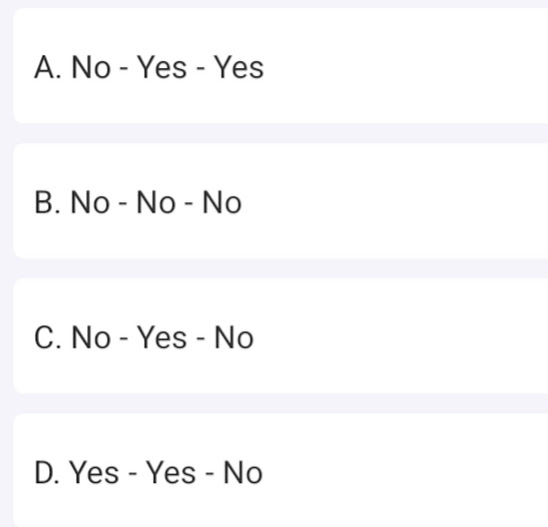 A. No - Yes - Yes
B. No - No - No
C. No - Yes - No
D. Yes - Yes - No